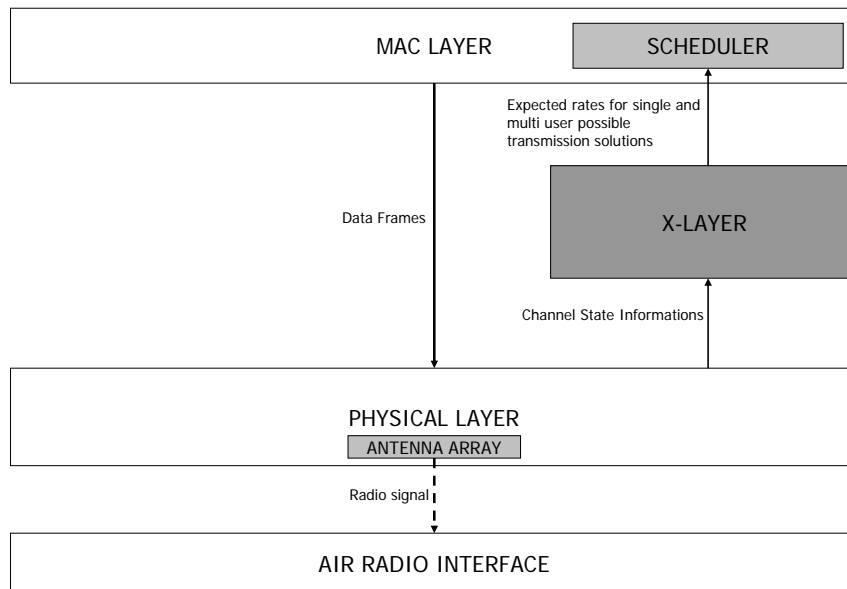 MAC LAYER
SCHEDULER
Expected rates for single and
multi user possible
transmission solutions
X-LAYER
Data Frames
Channel State Informations
PHYSICAL LAYER
ANTENNA ARRAY
Radio signal
AIR RADIO INTERFACE